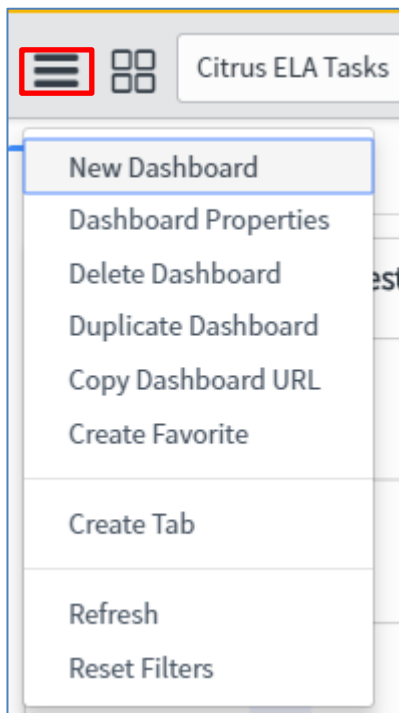 Citrus ELA Tasks
New Dashboard
Dashboard Properties
Delete Dashboard
Duplicate Dashboard
Copy Dashboard URL
Create Favorite
Create Tab
Refresh
Reset Filters